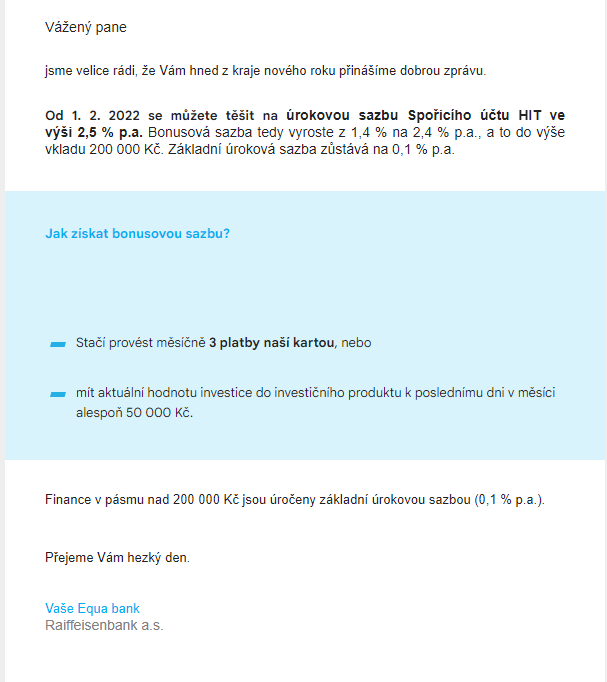 Vážený pane
jsme velice rádi, že Vám hned z kraje nového roku přinášíme dobrou zprávu.
Od 1. 2. 2022 se můžete těšit na úrokovou sazbu Spořicího účtu HIT ve
výši 2,5 % p.a. Bonusová sazba tedy vyroste z 1,4 % na 2,4 % p.a., a to do výše
vkladu 200 000 Kč. Základní úroková sazba zůstává na 0,1 % p.a.
Jak získat bonusovou sazbu?
Stačí provést měsíčně 3 platby naší kartou, nebo
mít aktuální hodnotu investice do investičního produktu k poslednímu dni v měsíci
alespoň 50 000 Kč.
Finance v pásmu nad 200 000 Kč jsou úročeny základní úrokovou sazbou (0,1 % p.a.).
Přejeme Vám hezký den.
Vaše Equa bank
Raiffeisenbank a.s.